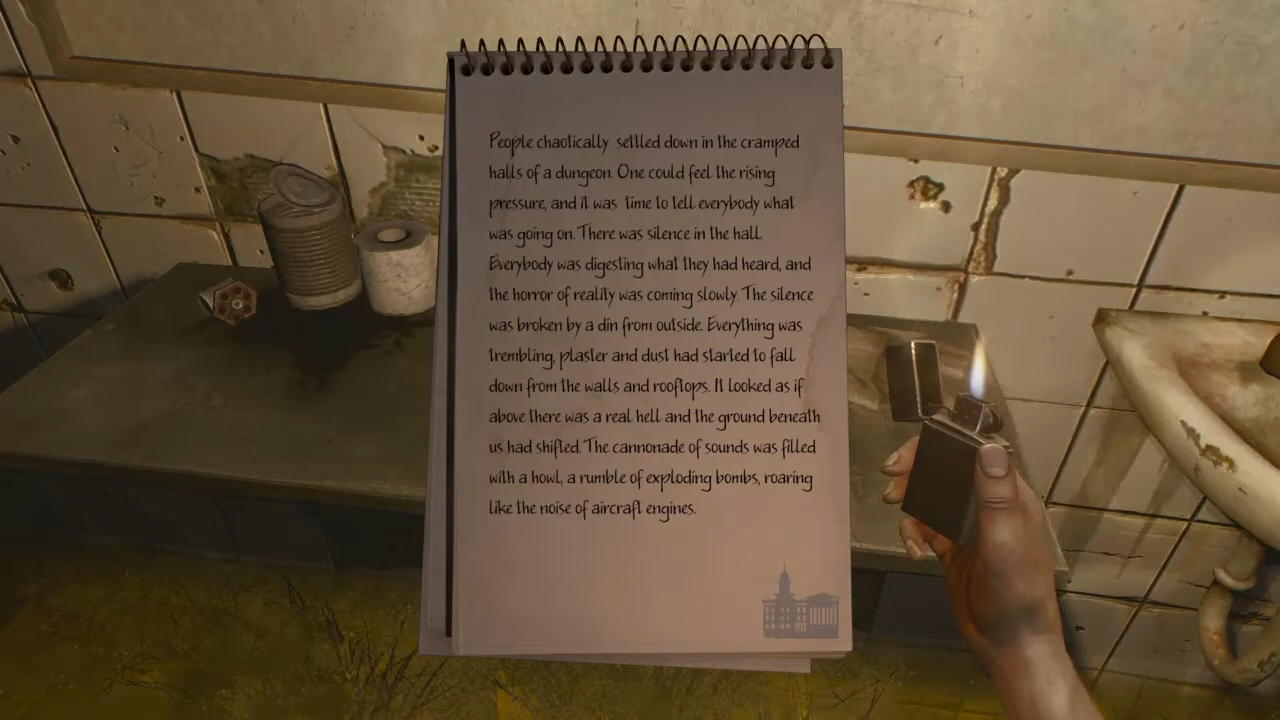 People chaotically settled down in the cramped
halls of a dungeon. One could feel the rising
pressure, and it was time to tell everybody what
was going on. There was silence in the hall.
Everybody was digesting what they had heard, and
the horror of reality was coming slowly. The silence
was broken by a din from outside. Everything was
trembling, plaster and dust had started to fall
down from the walls and rooftops. It looked as if
above there was a real hell and the ground beneath
us had shifted. The cannonade of sounds was filled
with a howl, a rumble of exploding bombs, roaring
like the noise of aircraft engines.